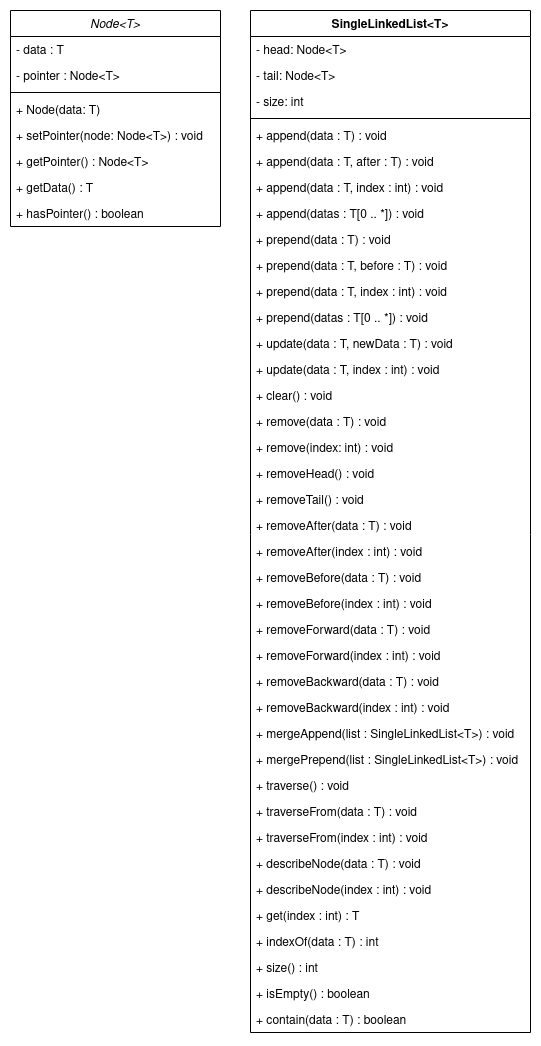 Node<T>
- data : T
- pointer : Node<T>
+ Node(data: T)
+ setPointer(node: Node<T>) : void
+ getPointer() : Node<T>
+ getData() : T
+ hasPointer() : boolean
SingleLinkedList<T>
- head: Node<T>
- tail: Node<T>
- size: int
+ append(data : T) : void
+ append(data : T, after : T) : void
+ append(data : T, index : int) : void
+ append(datas : T[0 .. *]) : void
+ prepend(data : T) : void
+ prepend(data : T, before : T) : void
+ prepend(data : T, index : int) : void
+ prepend(datas : T[0 .. *]) : void
+ update(data : T, newData : T) : void
+ update(data : T, index : int) : void
+ clear() : void
+ remove(data : T) : void
+ remove(index: int) : void
+ removeHead() : void
+ removeTail() : void
+ removeAfter(data : T) : void
+ removeAfter(index : int) : void
+ removeBefore(data : T) : void
+ removeBefore(index : int) : void
+ removeForward(data : T) : void
+ removeForward(index : int) : void
+ removeBackward(data : T) : void
+ removeBackward(index : int) : void
+ mergeAppend(list : SingleLinkedList<T>) : void
+ mergePrepend(list : SingleLinkedList<T>) : void
+ traverse() : void
+ traverseFrom(data : T) : void
+ traverseFrom(index : int) : void
+ describeNode(data : T) : void
+ describeNode(index : int) : void
+ get(index : int) : T
+ indexOf(data : T) : int
+ size() : int
+ isEmpty() : boolean
+ contain(data : T) : boolean